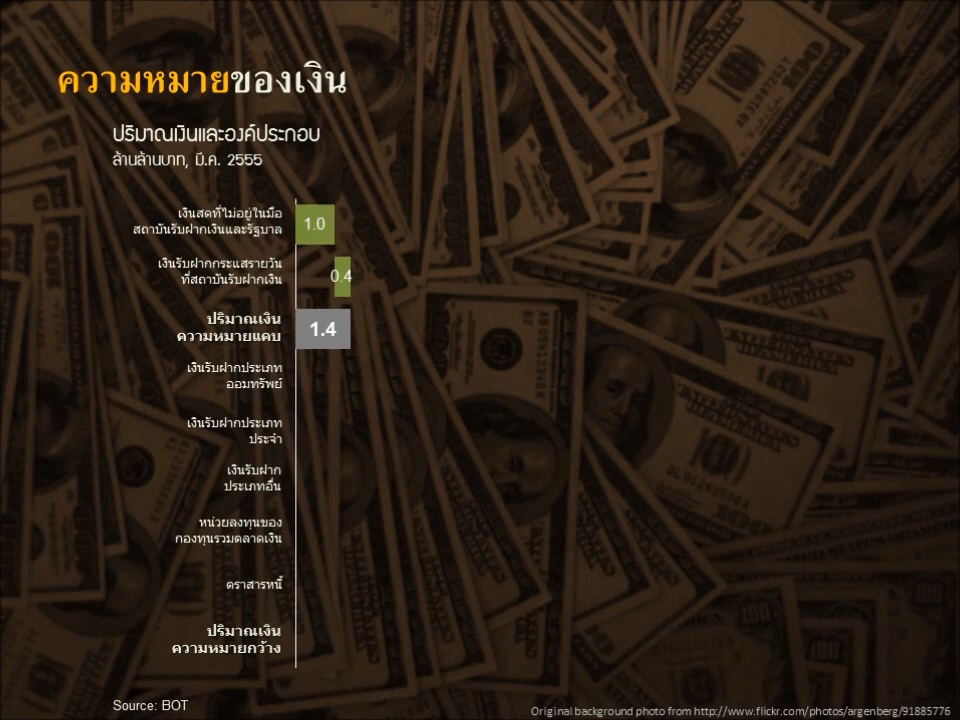 ความหมายของเงิน
ปริมาณเงินและองค์ประกอบ
ล้านล้านบาท, มี.ค. 2555
เงินสดที่ไม่อยู่ในมือ
สถาบันรับฝากเงินและรัฐบาล
1.0
เงินรับฝากกระแสรายวัน
ที่สถาบันรับฝากเงิน
0.4
ปริมาณเงิน
ความหมายแคบ
1.4
เงินรับฝากประเภท
ออมทรัพย์
เงินรับฝากประเภท
ประจำ
เงินรับฝาก
ประเภทอื่น
หน่วยลงทุนของ
กองทุนรวมตลาดเงิน
ตราสารหนี้
ปริมาณเงิน
ความหมายกว้าง
Source: BOT
Original background photo from http://www.flickr.com/photos/argenberg/91885776